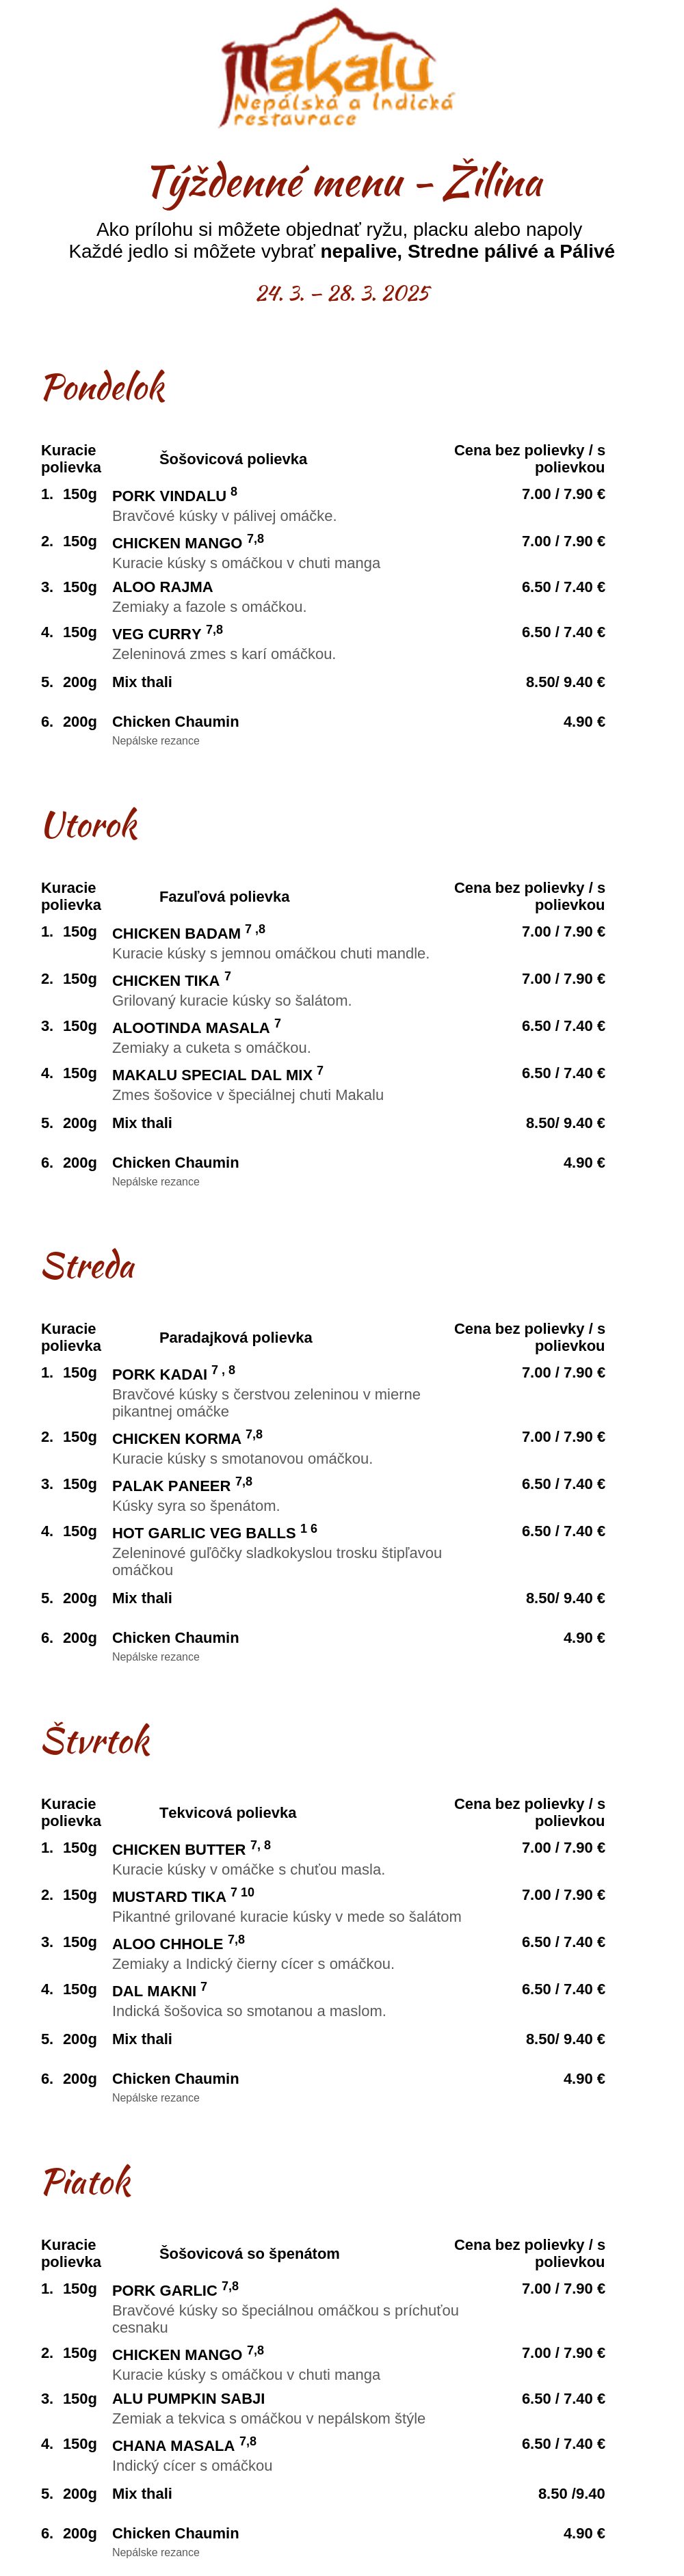 Makalu
Nepálská a Indická
restaurace
Týždenné menu - Žilina
Ako prílohu si môžete objednať ryžu, placku alebo napoly
Každé jedlo si môžete vybrať nepalive, Stredne pálivé a Pálivé
24. 3. – 28. 3. 2025
Pondelok
Kuracie polievka Šošovicová polievka Cena bez polievky / s polievkou
1. 150g PORK VINDALU 8 7.00 / 7.90 €
Bravčové kúsky v pálivej omáčke.
2. 150g CHICKEN MANGO 7,8 7.00 / 7.90 €
Kuracie kúsky s omáčkou v chuti manga
3. 150g ALOO RAJMA 6.50 / 7.40 €
Zemiaky a fazole s omáčkou.
4. 150g VEG CURRY 7,8 6.50 / 7.40 €
Zeleninová zmes s karí omáčkou.
5. 200g Mix thali 8.50/ 9.40 €
6. 200g Chicken Chaumin 4.90 €
Nepálske rezance
Utorok
Kuracie polievka Fazuľová polievka Cena bez polievky / s polievkou
1. 150g CHICKEN BADAM 7 ,8 7.00 / 7.90 €
Kuracie kúsky s jemnou omáčkou chuti mandle.
2. 150g CHICKEN TIKA 7 7.00 / 7.90 €
Grilovaný kuracie kúsky so šalátom.
3. 150g ALOOTINDA MASALA 7 6.50 / 7.40 €
Zemiaky a cuketa s omáčkou.
4. 150g MAKALU SPECIAL DAL MIX 7 6.50 / 7.40 €
Zmes šošovice v špeciálnej chuti Makalu
5. 200g Mix thali 8.50/ 9.40 €
6. 200g Chicken Chaumin 4.90 €
Nepálske rezance
Streda
Kuracie polievka Paradajková polievka Cena bez polievky / s polievkou
1. 150g PORK KADAI 7 , 8 7.00 / 7.90 €
Bravčové kúsky s čerstvou zeleninou v mierne
pikantnej omáčke
2. 150g CHICKEN KORMA 7,8 7.00 / 7.90 €
Kuracie kúsky s smotanovou omáčkou.
3. 150g PALAK PANEER 7,8 6.50 / 7.40 €
Kúsky syra so špenátom.
4. 150g HOT GARLIC VEG BALLS 1 6 6.50 / 7.40 €
Zeleninové guľôčky sladkokyslou trosku štipľavou
omáčkou
5. 200g Mix thali 8.50/ 9.40 €
6. 200g Chicken Chaumin 4.90 €
Nepálske rezance
Štvrtok
Kuracie polievka Tekvicová polievka Cena bez polievky / s polievkou
1. 150g CHICKEN BUTTER 7, 8 7.00 / 7.90 €
Kuracie kúsky v omáčke s chuťou masla.
2. 150g MUSTARD TIKA 7 10 7.00 / 7.90 €
Pikantné grilované kuracie kúsky v mede so šalátom
3. 150g ALOO CHHOLE 7,8 6.50 / 7.40 €
Zemiaky a Indický čierny cícer s omáčkou.
4. 150g DAL MAKNI 7 6.50 / 7.40 €
Indická šošovica so smotanou a maslom.
5. 200g Mix thali 8.50/ 9.40 €
6. 200g Chicken Chaumin 4.90 €
Nepálske rezance
Piatok
Kuracie polievka Šošovicová so špenátom Cena bez polievky / s polievkou
1. 150g PORK GARLIC 7,8 7.00 / 7.90 €
Bravčové kúsky so špeciálnou omáčkou s príchuťou
cesnaku
2. 150g CHICKEN MANGO 7,8 7.00 / 7.90 €
Kuracie kúsky s omáčkou v chuti manga
3. 150g ALU PUMPKIN SABJI 6.50 / 7.40 €
Zemiak a tekvica s omáčkou v nepálskom štýle
4. 150g CHANA MASALA 7,8 6.50 / 7.40 €
Indický cícer s omáčkou
5. 200g Mix thali 8.50 /9.40
6. 200g Chicken Chaumin 4.90 €
Nepálske rezance